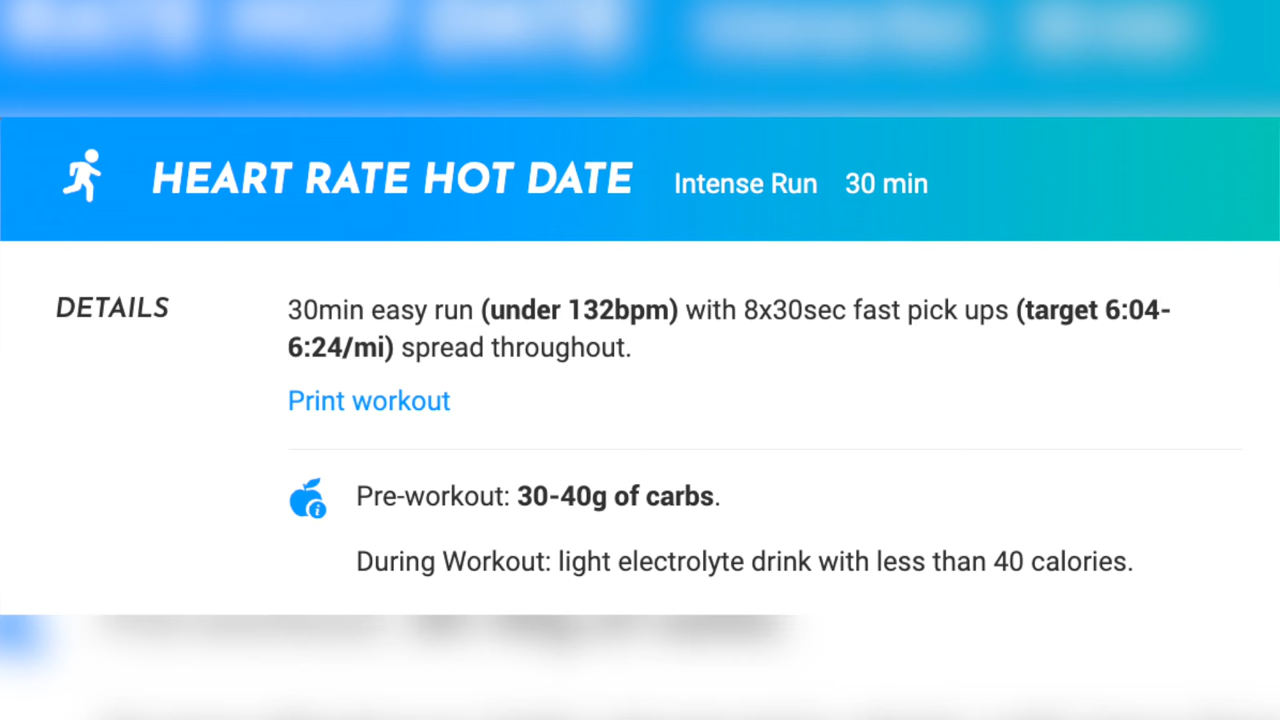 HEART RATE HOT DATE Intense Run 30 min
DETAILS
30min easy run (under 132bpm) with 8x30sec fast pick ups (target 6:04-
6:24/mi) spread throughout.
Print workout
Pre-workout: 30-40g of carbs.
During Workout: light electrolyte drink with less than 40 calories.